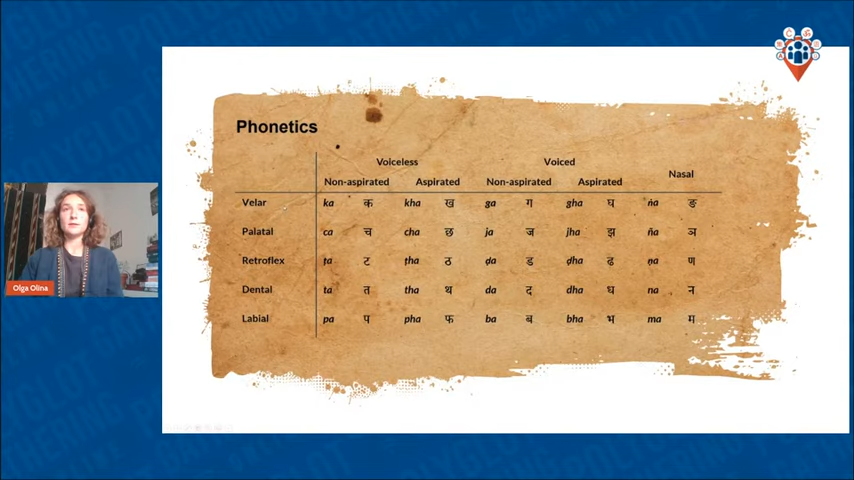 Phonetics
Voiceless Voiced
Nasal
Non-aspirated Aspirated Non-aspirated Aspirated
Velar ka क kha ख ga ग gha घ ṅa ङ
Palatal ca च cha छ ja ज jha झ ña ञ
Retroflex ṭa ट ṭha ठ ḍa ड ḍha ढ ṇa ण
Dental ta त tha थ da द dha घ na न
Labial pa प pha फ ba ब bha भ ma म
Olga Olina